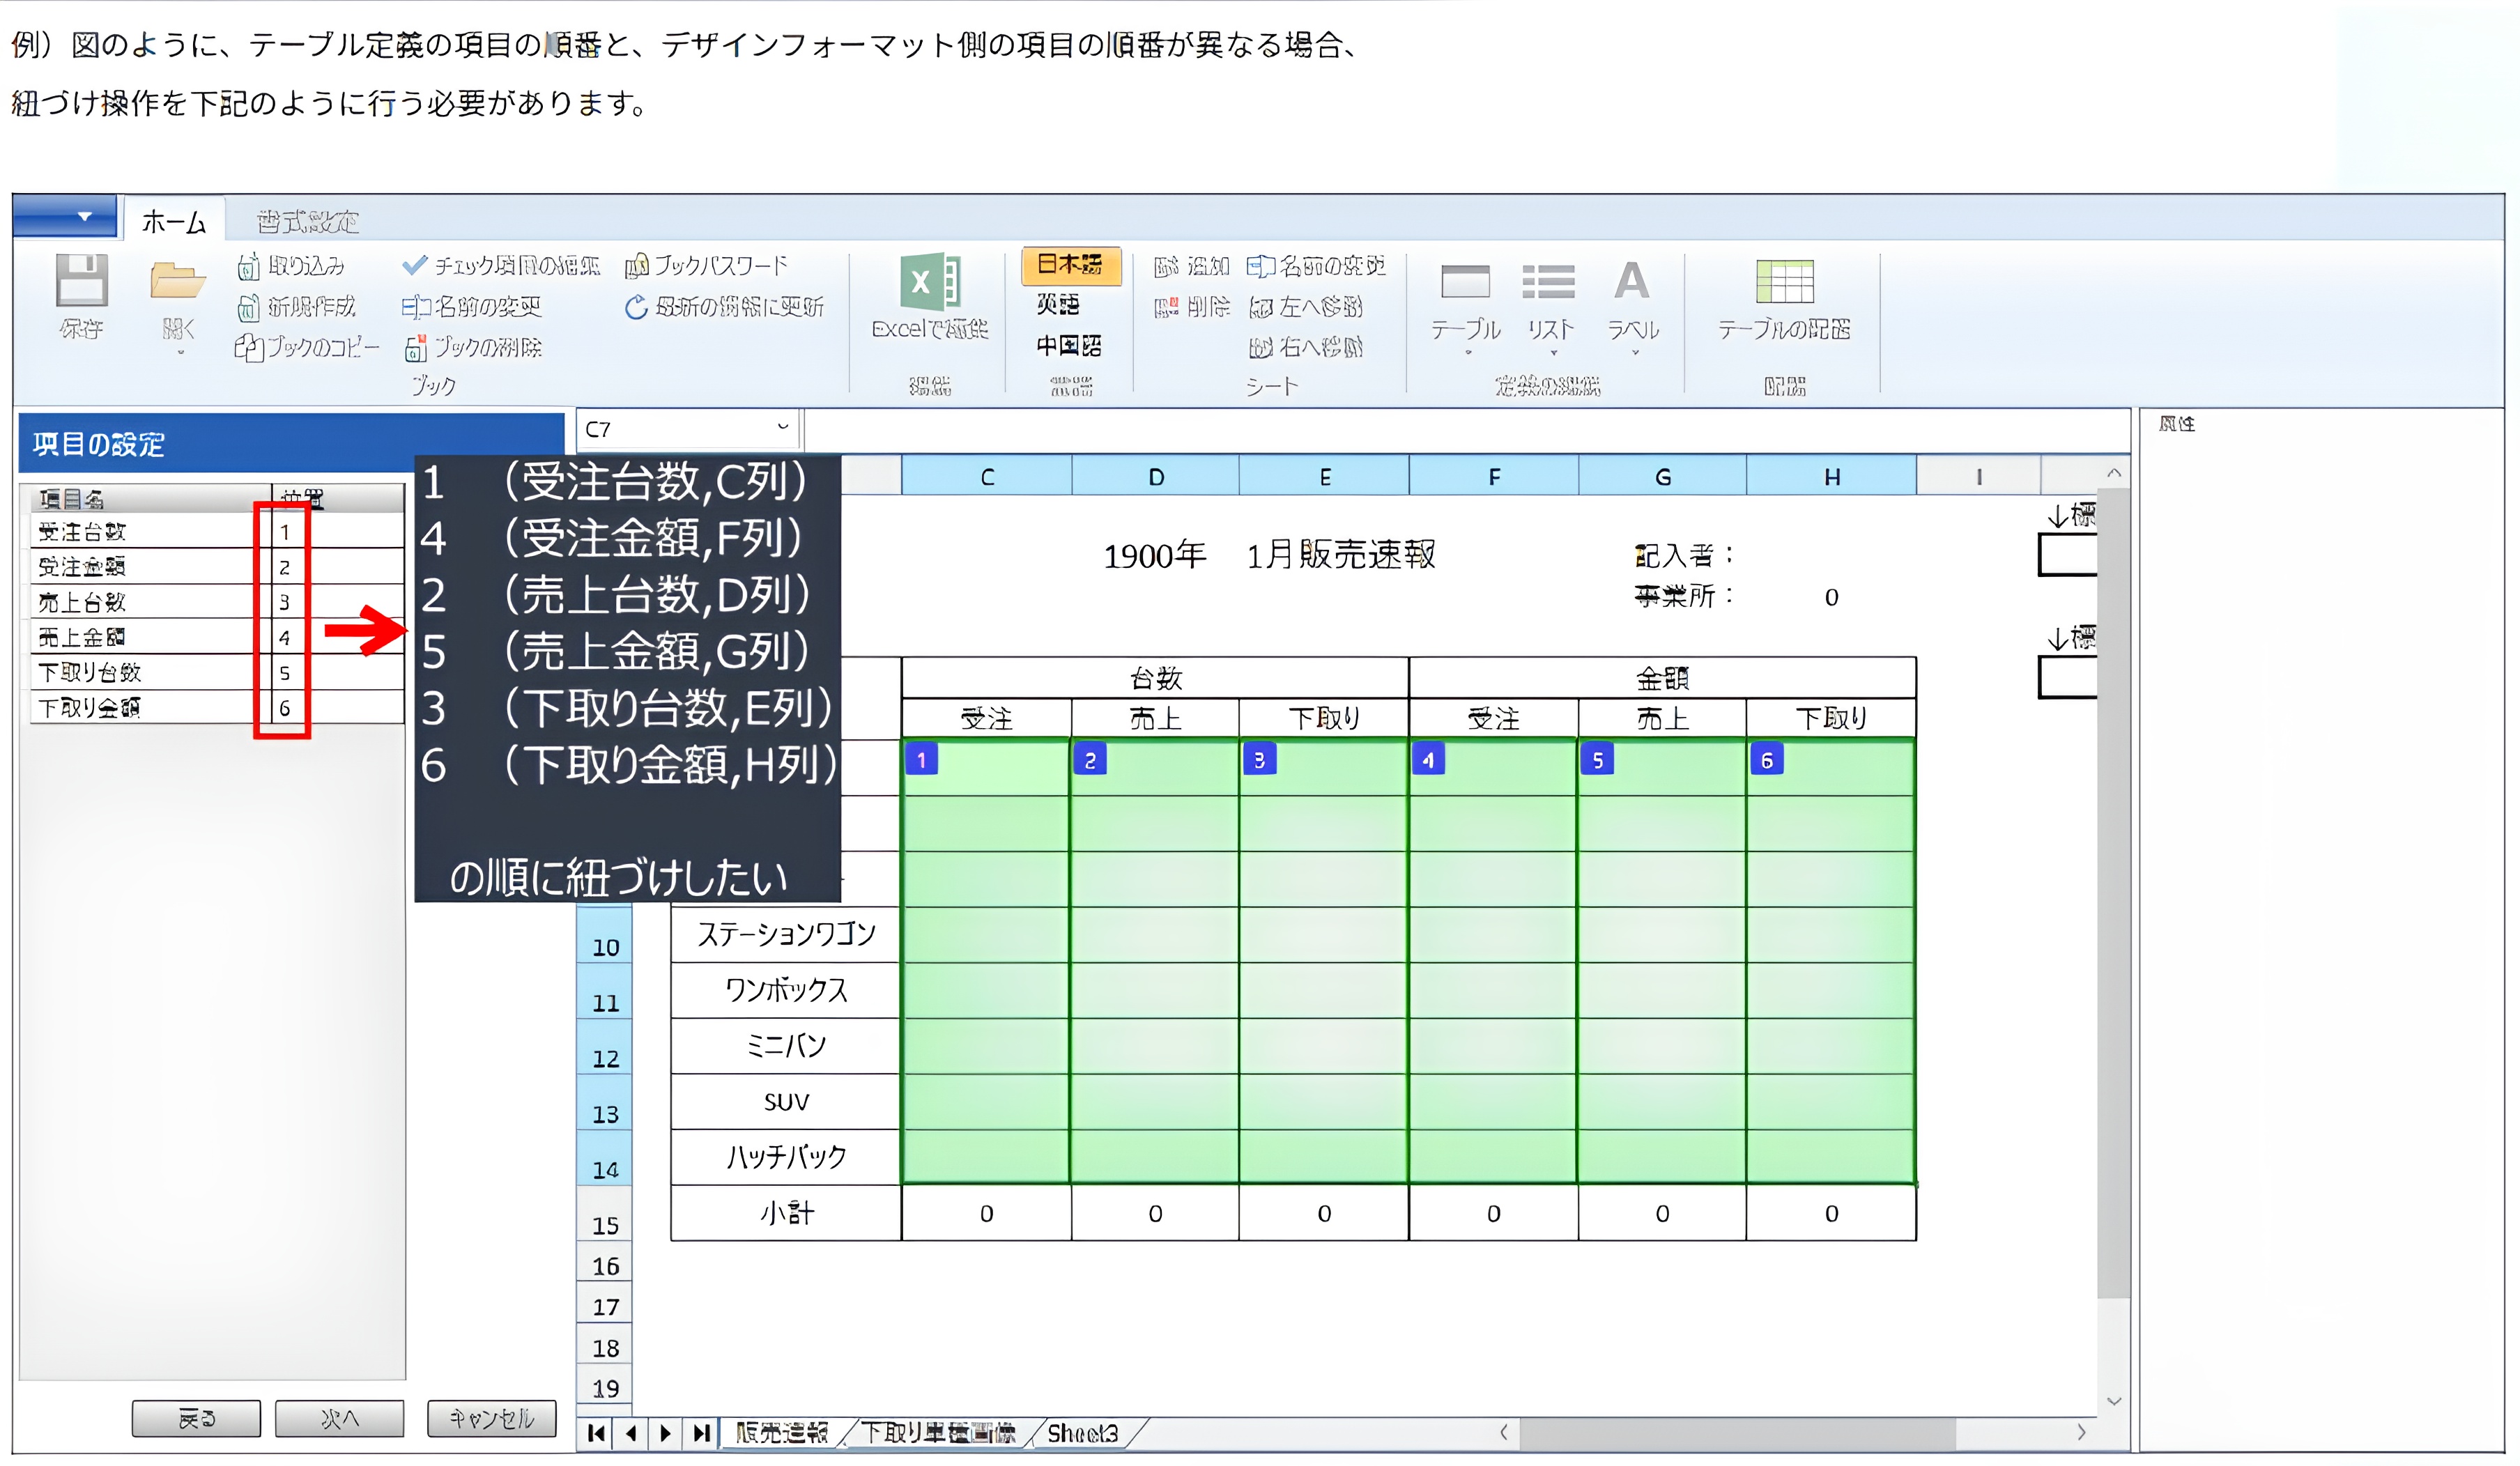 例）図のように、テーブル定義の項目の順番と、デザインフォーマット側の項目の順番が異なる場合、
紐づけ操作を下記のように行う必要があります。
ホーム 書式設定
取り込み チェック項目の編集 ブックパスワード 日本語 追加 名前の変更
保存 開く 新規作成 名前の変更 最新の情報に更新 Excelで編集 英語 削除 左へ移動 テーブル リスト ラベル テーブルの配置
ブックのコピー ブックの削除 中国語 右へ移動
ブック 編集 言語 シート 定義の編集 配置
項目の設定
C7
属性
項目名 位置
受注台数 1
受注金額 2
売上台数 3
売上金額 4
下取り台数 5
下取り金額 6
1 （受注台数,C列）
4 （受注金額,F列）
2 （売上台数,D列）
5 （売上金額,G列）
3 （下取り台数,E列）
6 （下取り金額,H列）
の順に紐づけしたい
C D E F G H I
1900年 1月販売速報 記入者：
事業所： 0
台数 金額
受注 売上 下取り 受注 売上 下取り
1 2 3 4 5 6
10 ステーションワゴン
11 ワンボックス
12 ミニバン
13 SUV
14 ハッチバック
15 小計 0 0 0 0 0 0
16
17
18
19
戻る 次へ キャンセル
販売速報 下取り車種画像 Sheet3